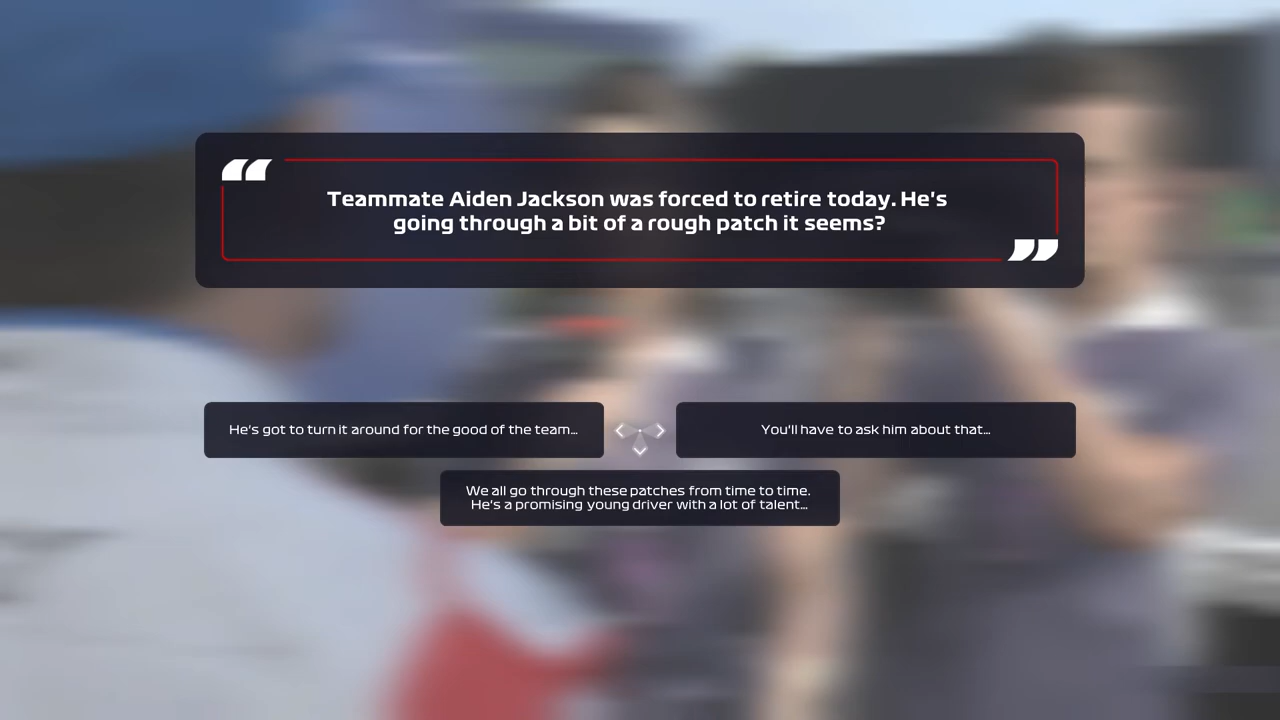 Teammate Aiden Jackson was forced to retire today. He's
going through a bit of a rough patch it seems?
He's got to turn it around for the good of the team...
You'll have to ask him about that...
We all go through these patches from time to time.
He's a promising young driver with a lot of talent...